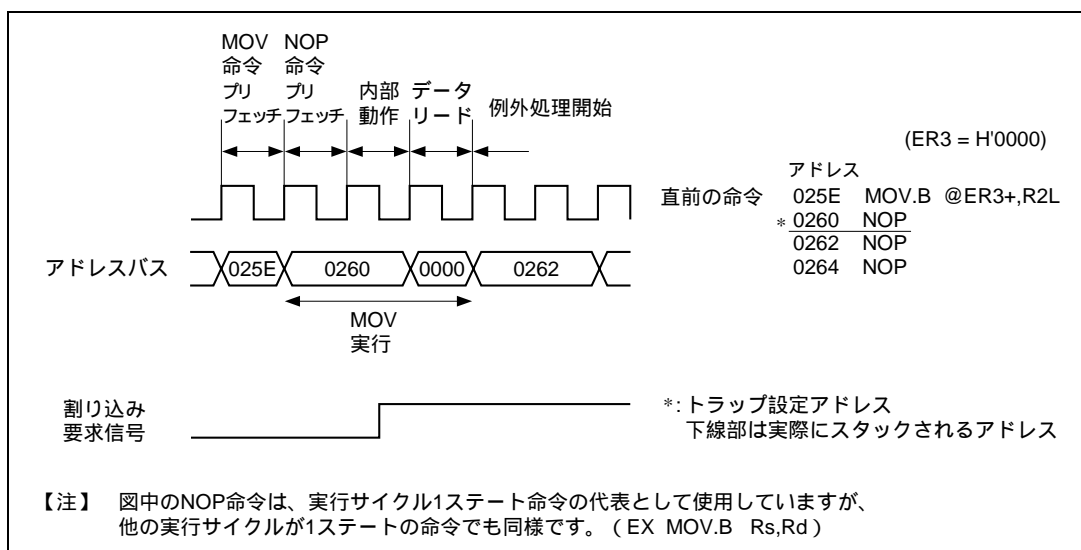 MOV 命令 プリ フェッチ
NOP 命令 プリ フェッチ
内部 動作
データ リード
例外処理開始
(ER3 = H'0000)
アドレス
直前の命令 025E MOV.B @ER3+,R2L
* 0260 NOP
0262 NOP
0264 NOP
アドレスバス 025E 0260 0000 0262
MOV
実行
割り込み
要求信号
*: トラップ設定アドレス
下線部は実際にスタックされるアドレス
【注】 図中のNOP命令は、実行サイクル1ステート命令の代表として使用していますが、
他の実行サイクルが1ステートの命令でも同様です。(EX MOV.B Rs,Rd)